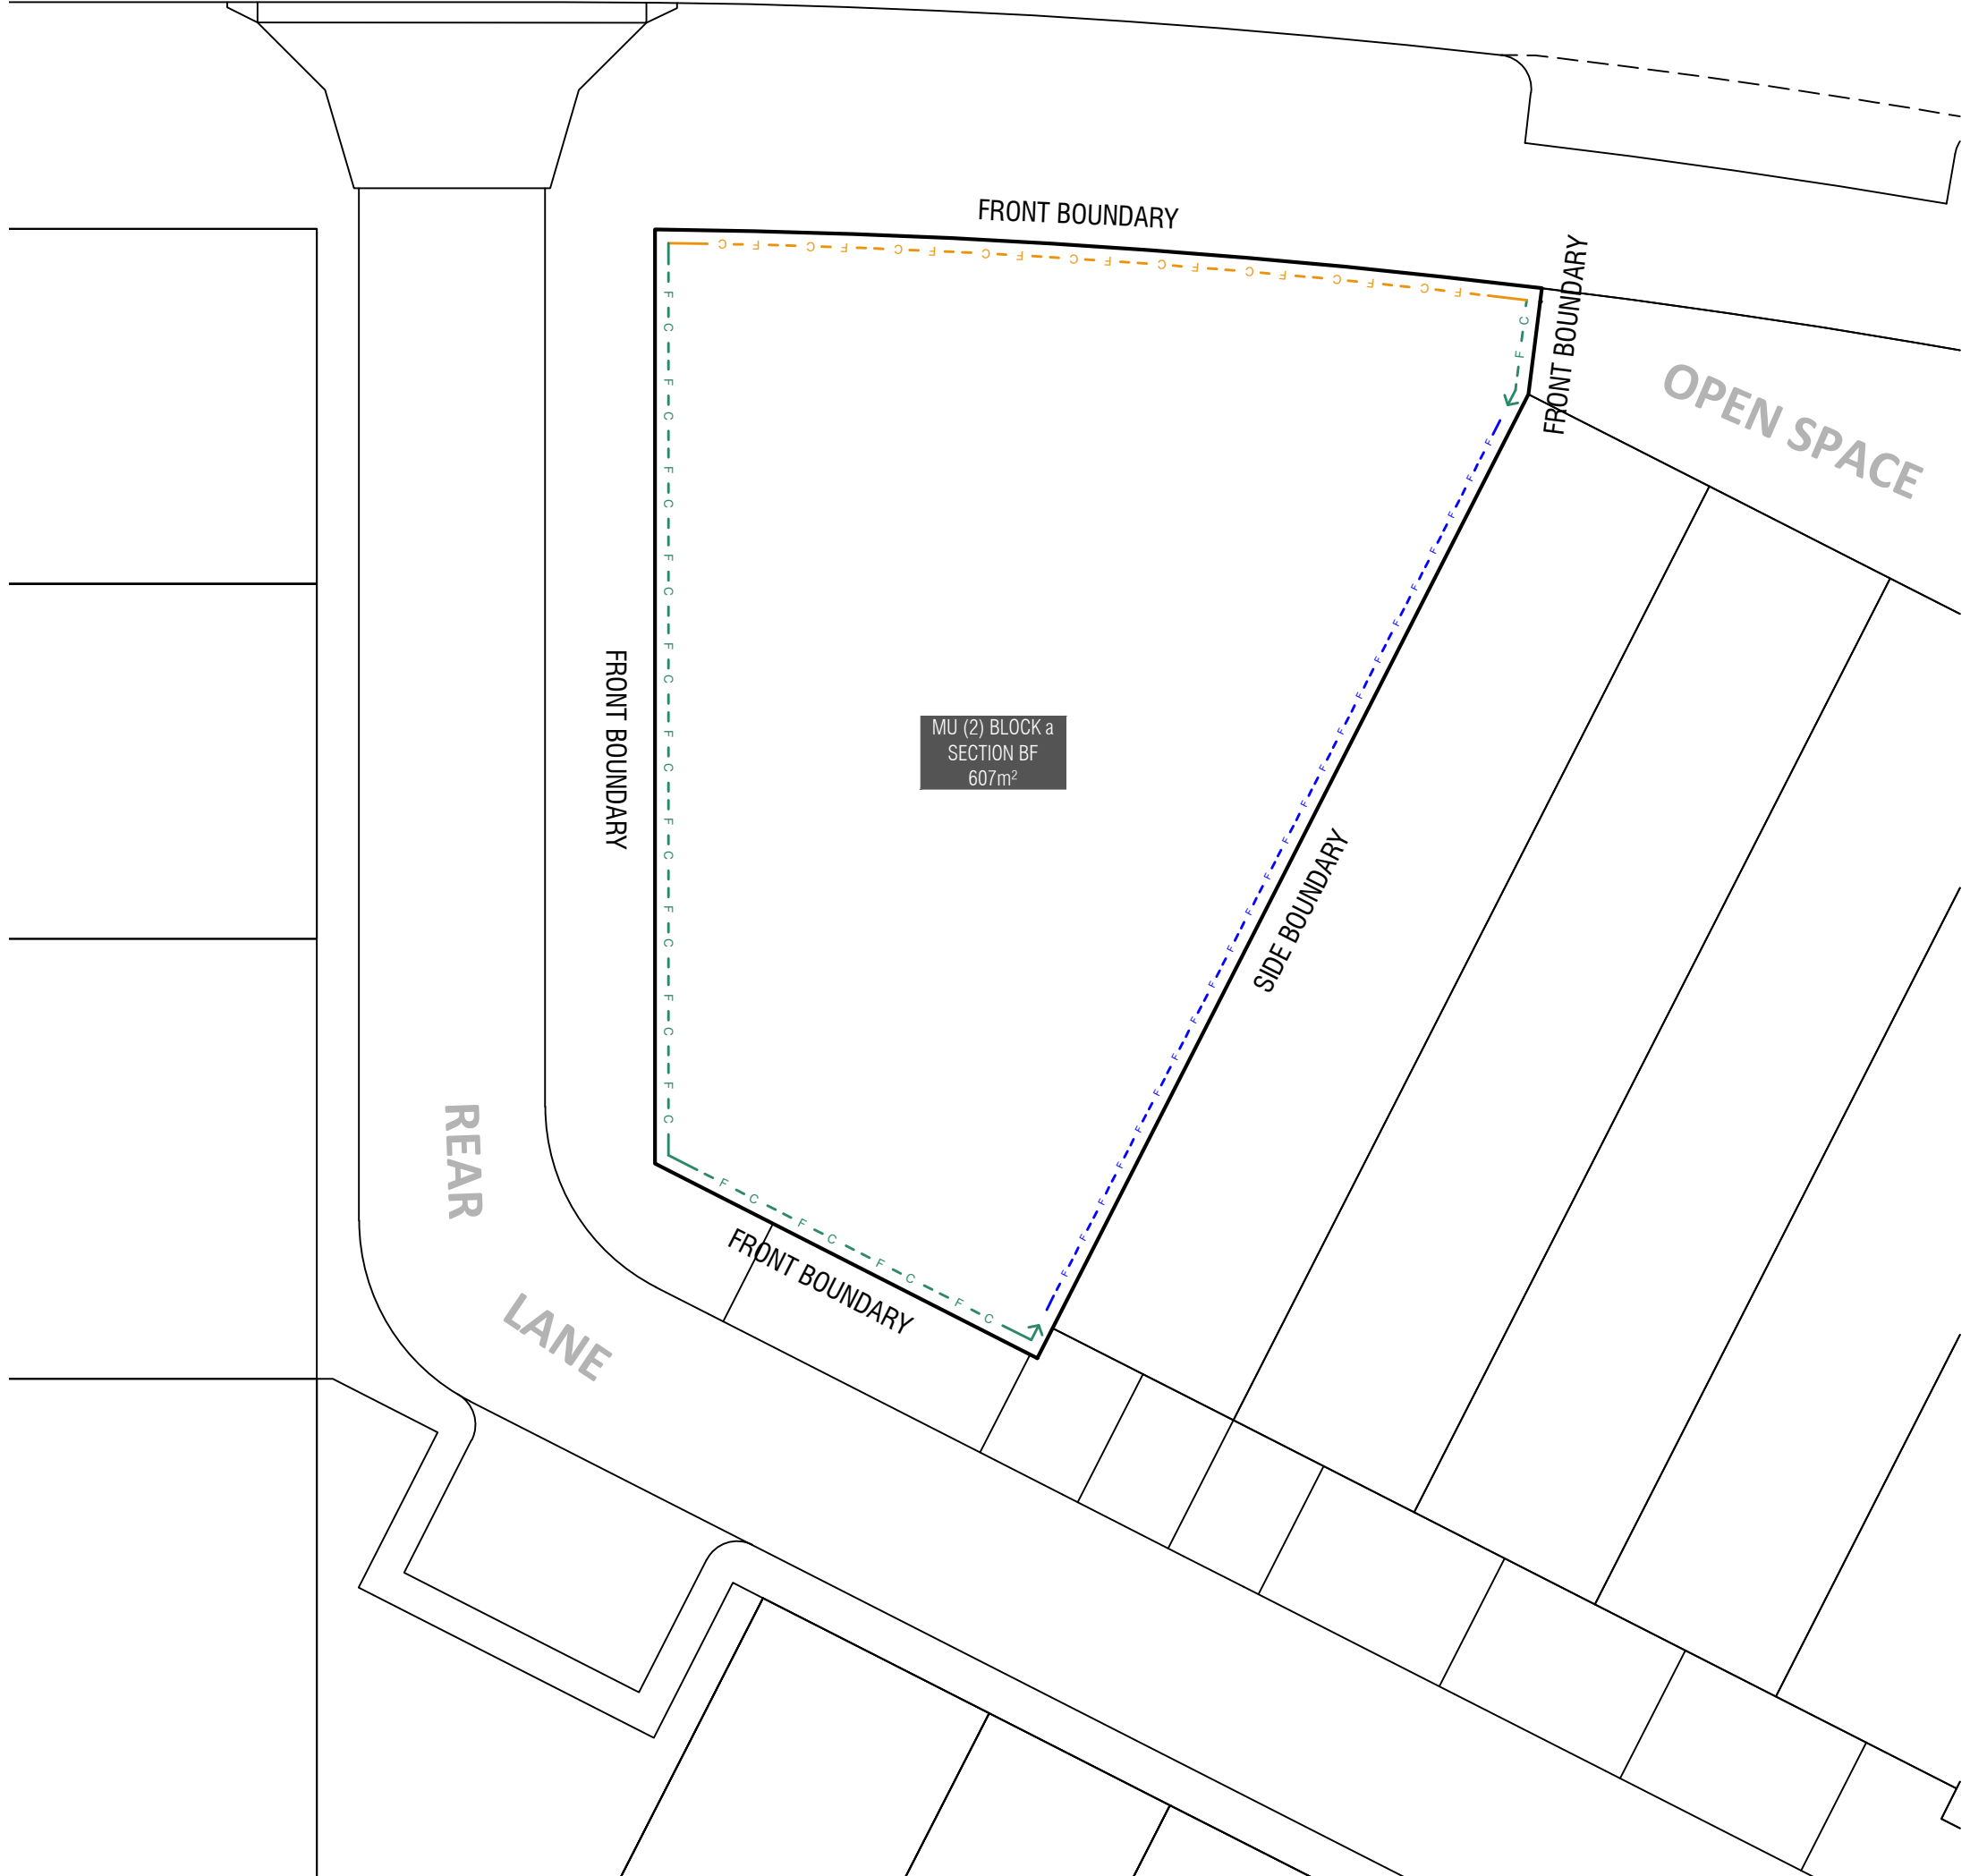 FRONT BOUNDARY
FRONT BOUNDARY
OPEN SPACE
FRONT BOUNDARY
MU (2) BLOCK a
SECTION BF
607m²
SIDE BOUNDARY
REAR
LANE
FRONT BOUNDARY